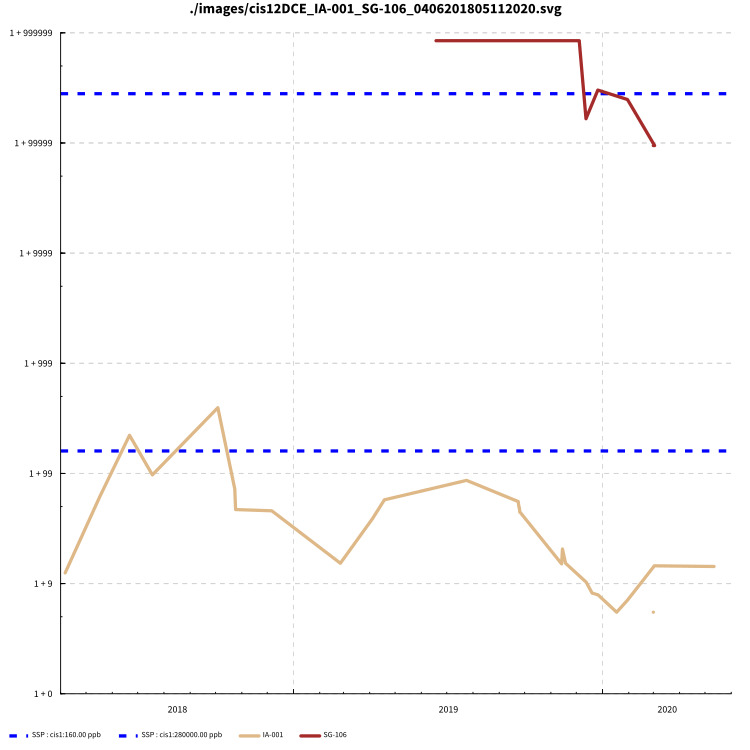 ./images/cis12DCE_IA-001_SG-106_0406201805112020.svg
1+999999
1+99999
1+9999
1+999
1+99
1+9
1+0
2018 2019 2020
SSP : cis1:160.00 ppb SSP : cis1:280000.00 ppb IA-001 SG-106